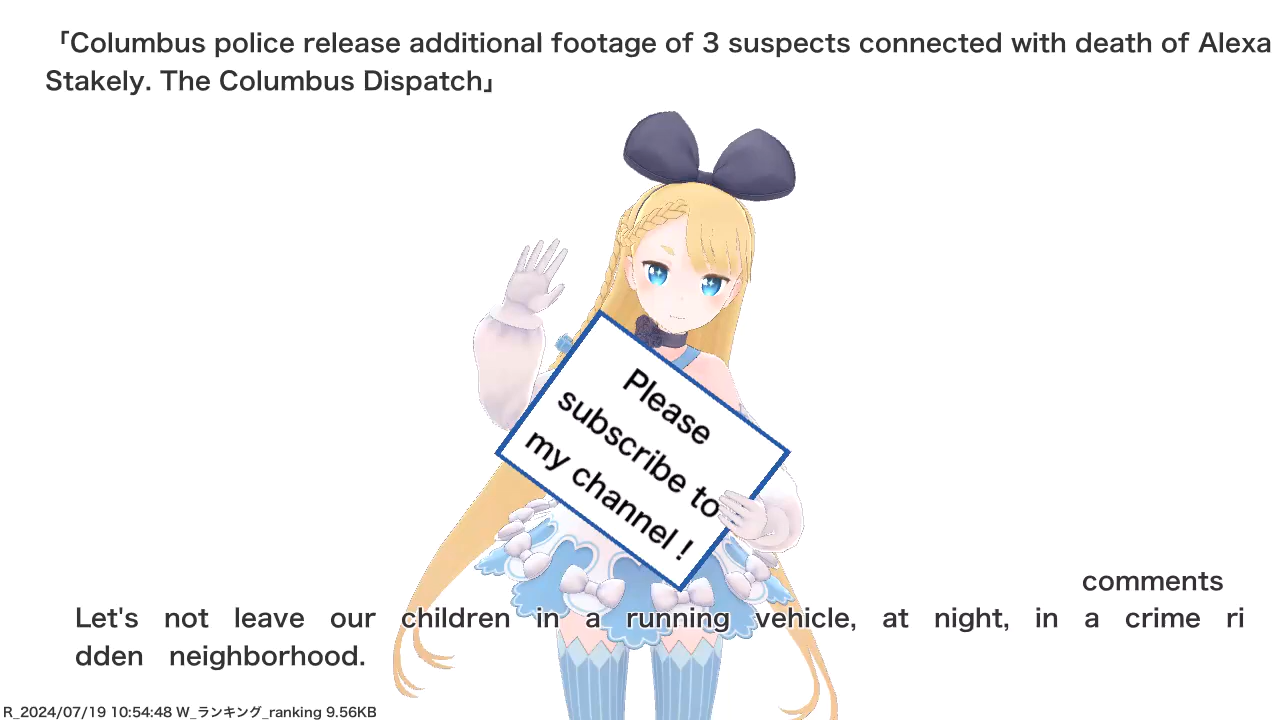 「Columbus police release additional footage of 3 suspects connected with death of Alexa
Stakely. The Columbus Dispatch」
Please
subscribe to
my channel !
comments
Let's not leave our children in a running vehicle, at night, in a crime ri
dden neighborhood.
R_2024/07/19 10:54:48 W_ランキング_ranking 9.56KB